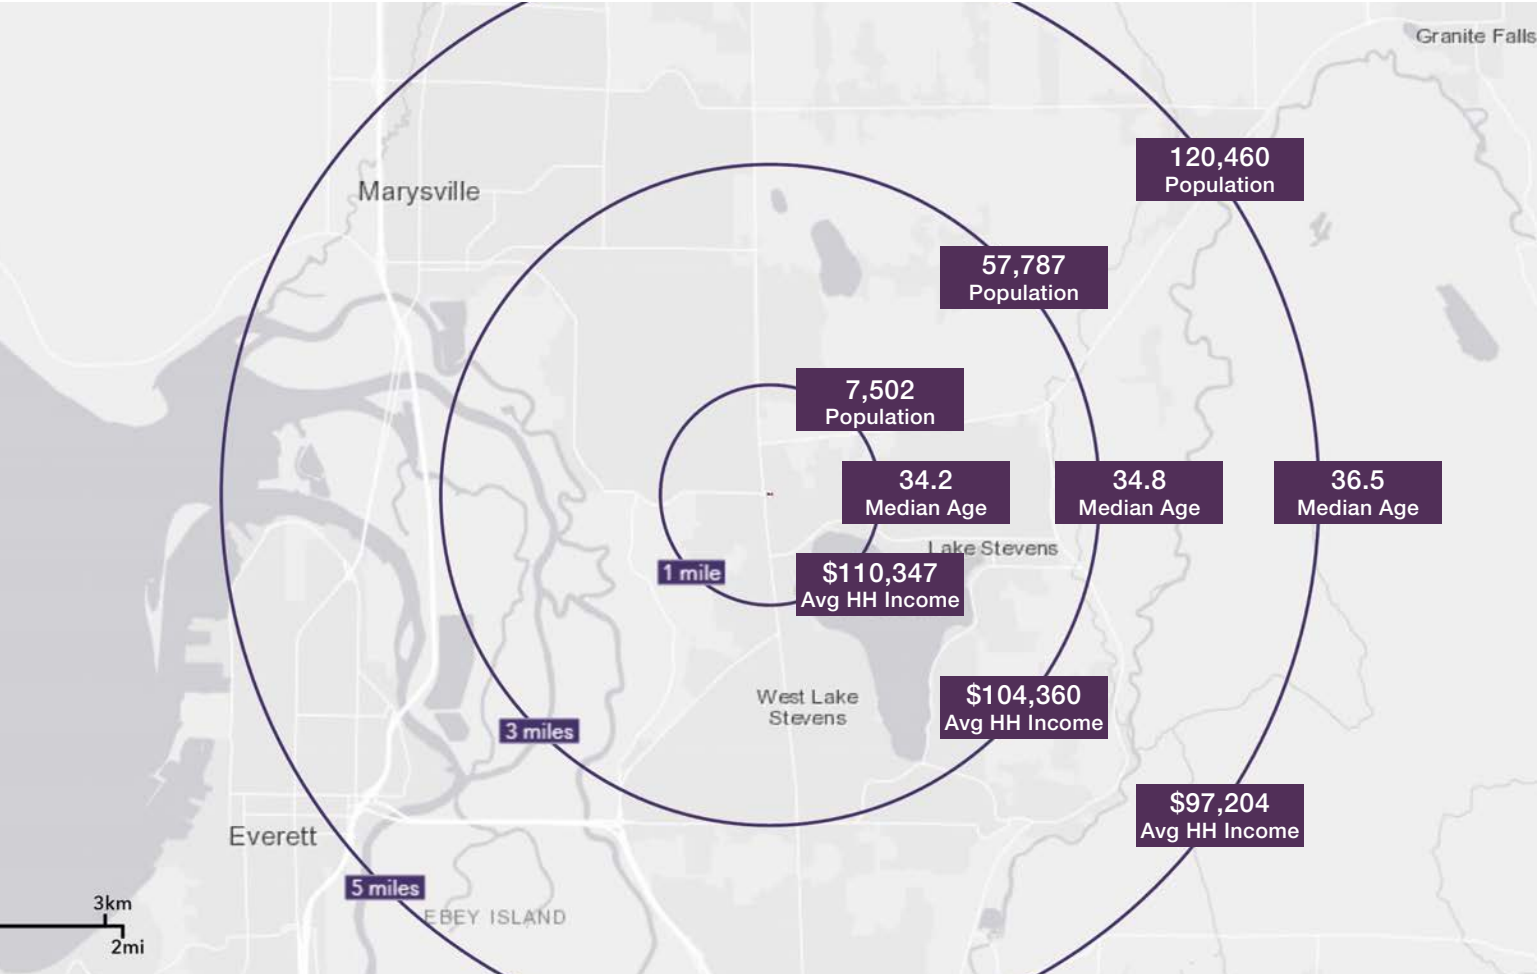 Granite Falls
120,460
Population
Marysville
57,787
Population
7,502
Population
34.2
Median Age
34.8
Median Age
36.5
Median Age
Lake Stevens
1 mile
$110,347
Avg HH Income
West Lake
Stevens
$104,360
Avg HH Income
3 miles
$97,204
Avg HH Income
Everett
5 miles
3km
EBEY ISLAND
2mi